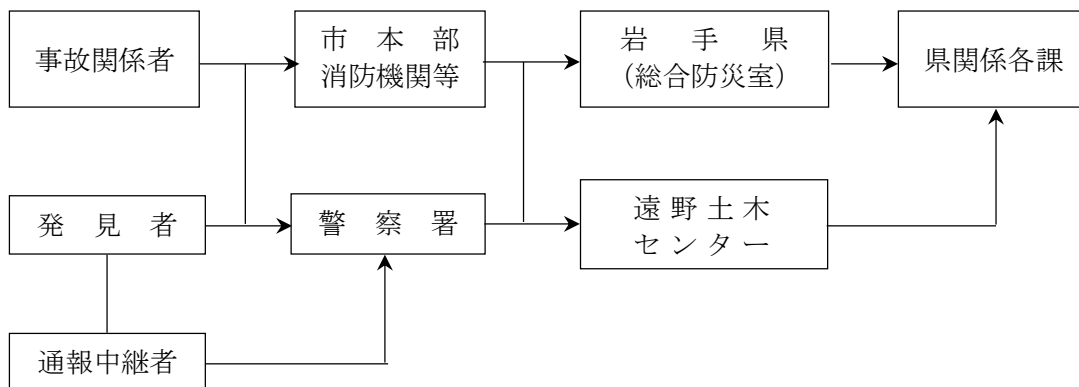 事故関係者
市本部
消防機関等
岩手県
(総合防災室)
県関係各課
発見者
警察署
遠野土木
センター
通報中継者